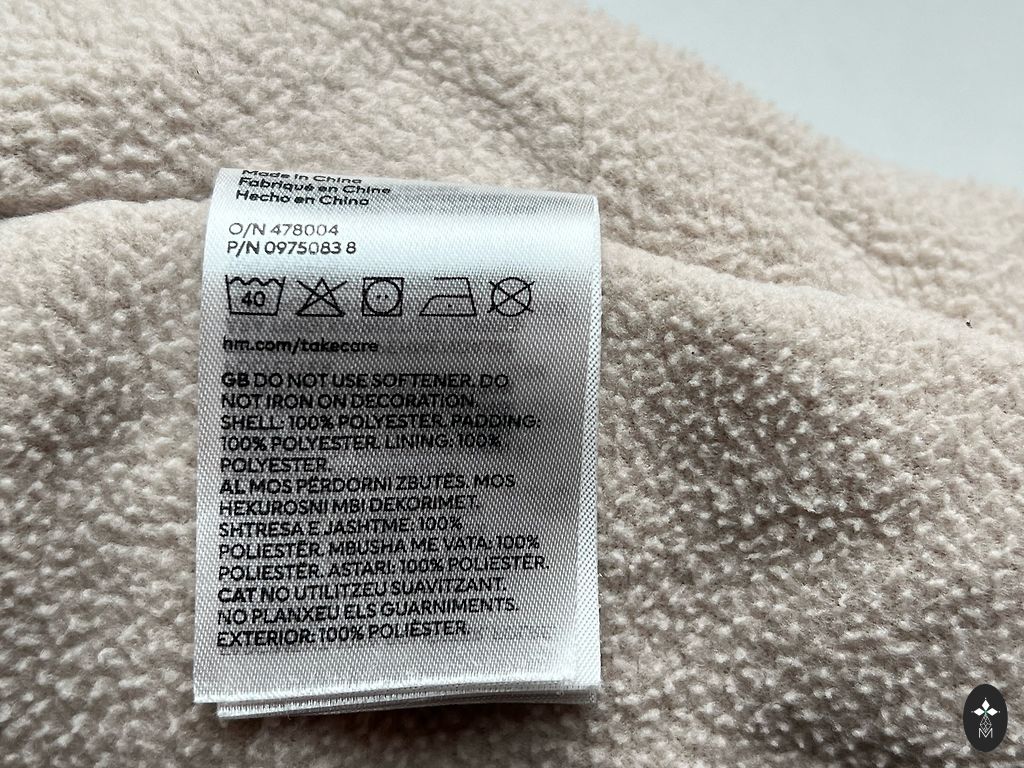 Made in China
Fabriqué en Chine
Hecho en China
O/N 478004
P/N 0975083 8
40
hm.com/takecare
GB DO NOT USE SOFTENER. DO
NOT IRON ON DECORATION.
SHELL: 100% POLYESTER. PADDING:
100% POLYESTER. LINING: 100%
POLYESTER.
AL MOS PËRDORNI ZBUTËS. MOS
HEKUROSNI MBI DEKORIMET.
SHTRESA E JASHTME: 100%
POLIESTËR. MBUSHA ME VATA: 100%
POLIESTËR. ASTARI: 100% POLIESTËR.
CAT NO UTILITZEU SUAVITZANT.
NO PLANXEU ELS GUARNIMENTS.
EXTERIOR: 100% POLIÈSTER.
M